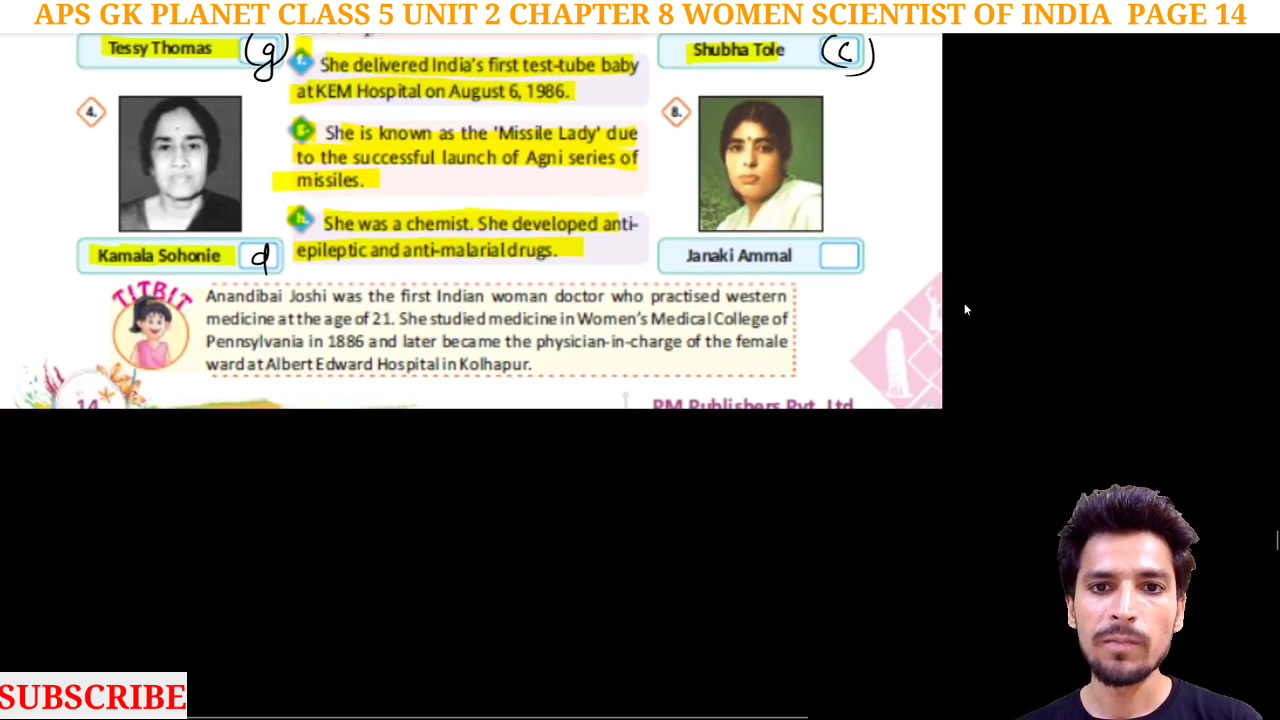 APS GK PLANET CLASS 5 UNIT 2 CHAPTER 8 WOMEN SCIENTIST OF INDIA PAGE 14
Tessy Thomas (g)
4.
Kamala Sohonie d
f. She delivered India's first test-tube baby
at KEM Hospital on August 6, 1986.
g. She is known as the 'Missile Lady' due
to the successful launch of Agni series of
missiles.
h. She was a chemist. She developed anti-
epileptic and anti-malarial drugs.
Shubha Tole (c)
8.
Janaki Ammal
TITBIT
Anandibai Joshi was the first Indian woman doctor who practised western
medicine at the age of 21. She studied medicine in Women's Medical College of
Pennsylvania in 1886 and later became the physician-in-charge of the female
ward at Albert Edward Hospital in Kolhapur.
14
PM Publishers Pvt. Ltd
SUBSCRIBE